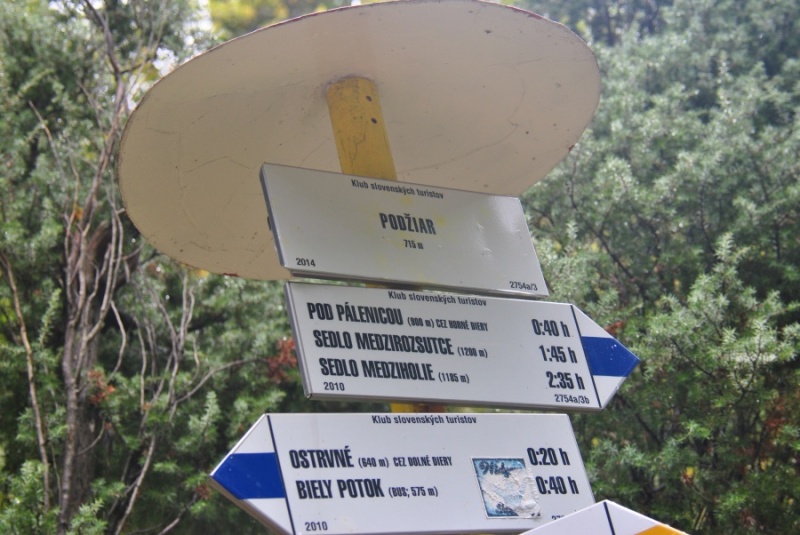 Klub slovenských turistov
PODŽIAR
715 m
2014 2754a/3
Klub slovenských turistov
POD PÁLENICOU (800 m) CEZ HORNÉ DIERY 0:40 h
SEDLO MEDZIROZSUTCE (1200 m) 1:45 h
SEDLO MEDZIHOLIE (1185 m) 2:35 h
2010 2754a/3b
Klub slovenských turistov
OSTRVNÉ (640 m) CEZ DOLNÉ DIERY 0:20 h
BIELY POTOK (BUS; 575 m) 0:40 h
2010